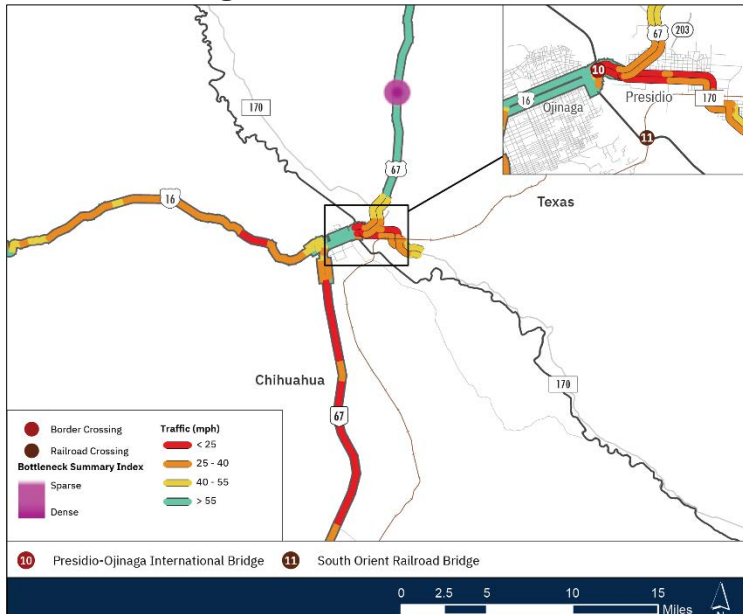 67
203
10
16
Ojinaga
Presidio
170
11
170
67
16
Texas
Chihuahua
67
170
Border Crossing
Railroad Crossing
Bottleneck Summary Index
Sparse
Dense
Traffic (mph)
< 25
25 - 40
40 - 55
> 55
10 Presidio-Ojinaga International Bridge 11 South Orient Railroad Bridge
0 2.5 5 10 15
Miles